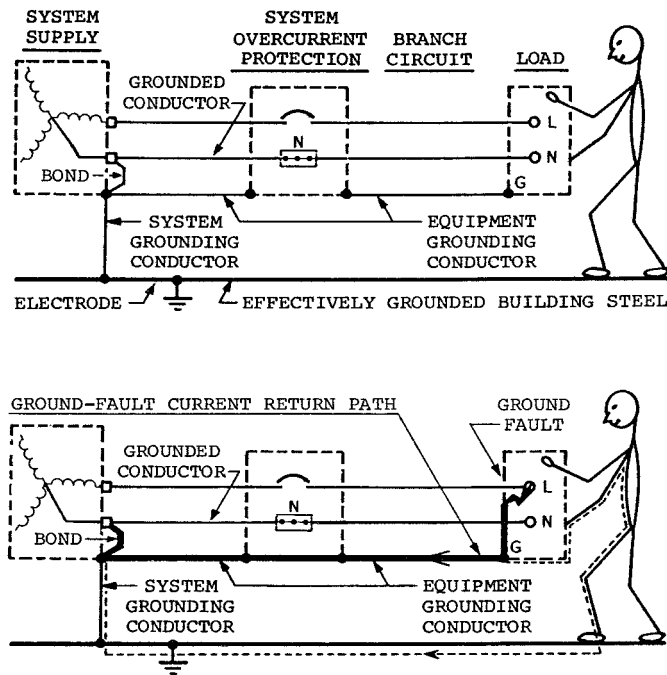 SYSTEM
SUPPLY
SYSTEM
OVERCURRENT
PROTECTION
BRANCH
CIRCUIT
LOAD
GROUNDED
CONDUCTOR
L
N
N
BOND
G
SYSTEM
GROUNDING
CONDUCTOR
EQUIPMENT
GROUNDING
CONDUCTOR
ELECTRODE
EFFECTIVELY GROUNDED BUILDING STEEL
GROUND-FAULT CURRENT RETURN PATH
GROUND
FAULT
GROUNDED
CONDUCTOR
L
N
N
BOND
G
SYSTEM
GROUNDING
CONDUCTOR
EQUIPMENT
GROUNDING
CONDUCTOR